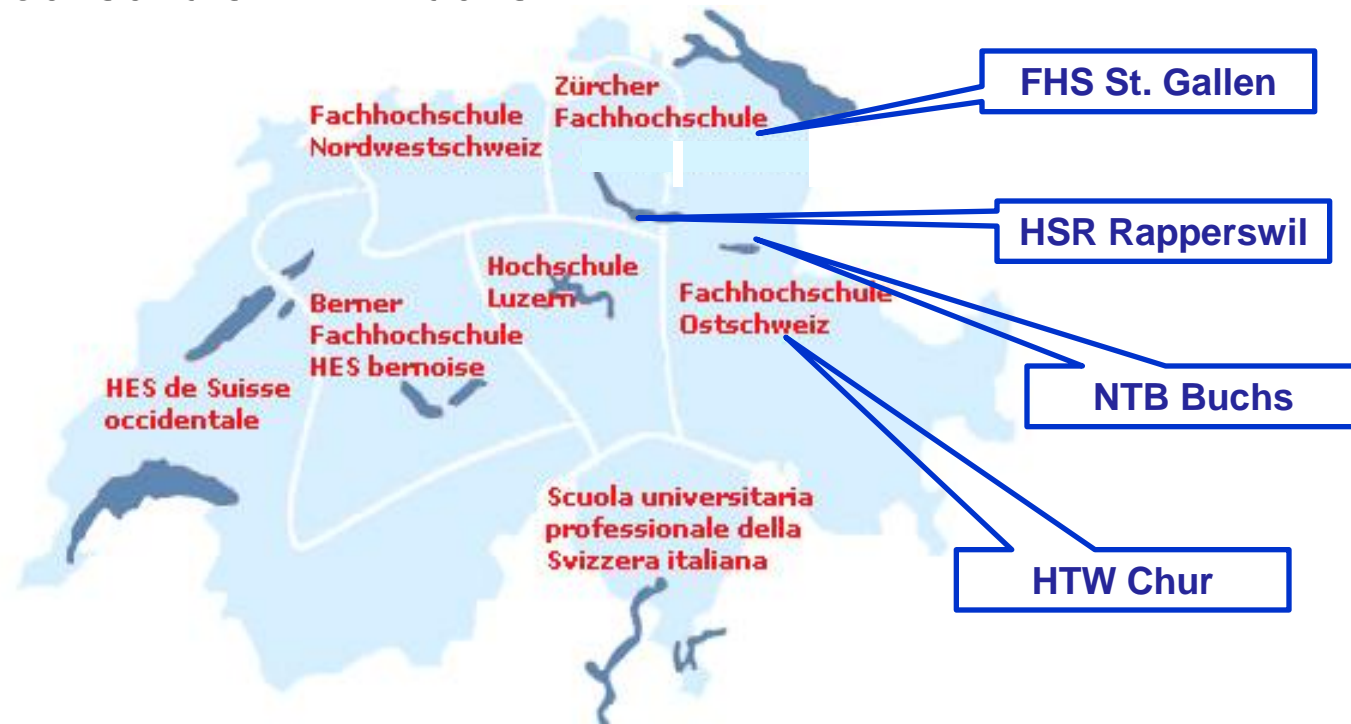 FHS St. Gallen
Zürcher
Fachhochschule
Fachhochschule
Nordwestschweiz
HSR Rapperswil
Hochschule
Luzern
Fachhochschule
Ostschweiz
Berner
Fachhochschule
HES bernoise
HES de Suisse
occidentale
NTB Buchs
Scuola universitaria
professionale della
Svizzera italiana
HTW Chur